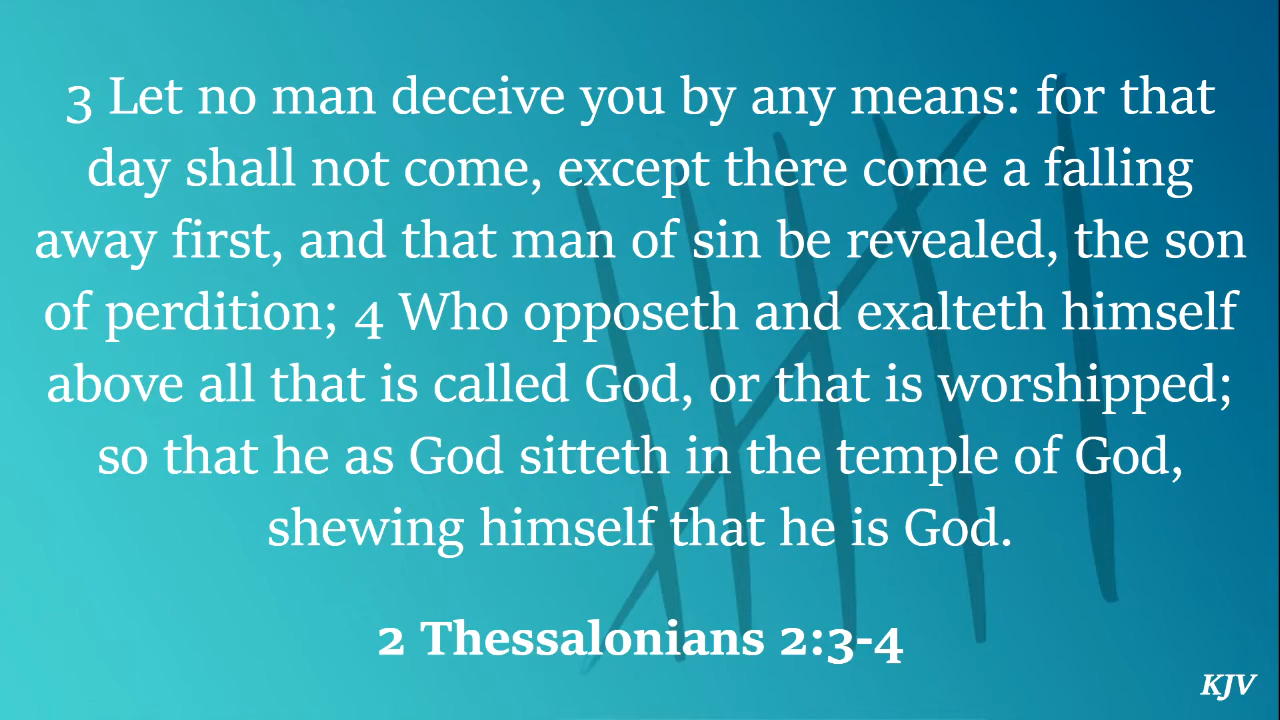 3 Let no man deceive you by any means: for that
day shall not come, except there come a falling
away first, and that man of sin be revealed, the son
of perdition; 4 Who opposeth and exalteth himself
above all that is called God, or that is worshipped;
so that he as God sitteth in the temple of God,
shewing himself that he is God.
2 Thessalonians 2:3-4
KJV